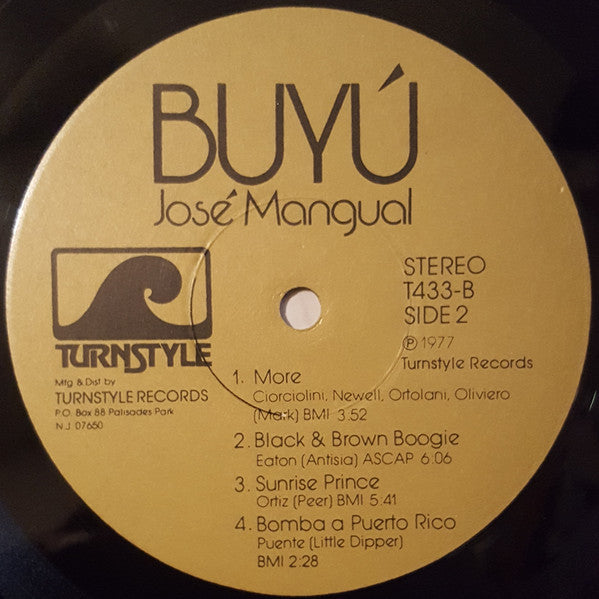 BUYÚ
José Mangual
TURNSTYLE
Mfg & Dist by
TURNSTYLE RECORDS
P.O. Box 88 Palisades Park
N.J. 07650
STEREO
T433-B
SIDE 2
℗ 1977
Turnstyle Records
1. More
Ciorciolini, Newell, Ortolani, Oliviero
(Mark) BMI 3:52
2. Black & Brown Boogie
Eaton (Antisia) ASCAP 6:06
3. Sunrise Prince
Ortiz (Peer) BMI 5:41
4. Bomba a Puerto Rico
Puente (Little Dipper)
BMI 2:28